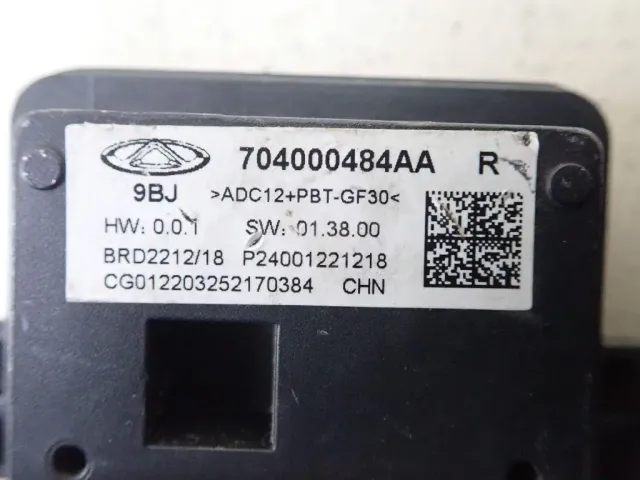 704000484AA R
9BJ >ADC12+PBT-GF30<
HW: 0.0.1 SW: 01.38.00
BRD2212/18 P24001221218
CG012203252170384 CHN